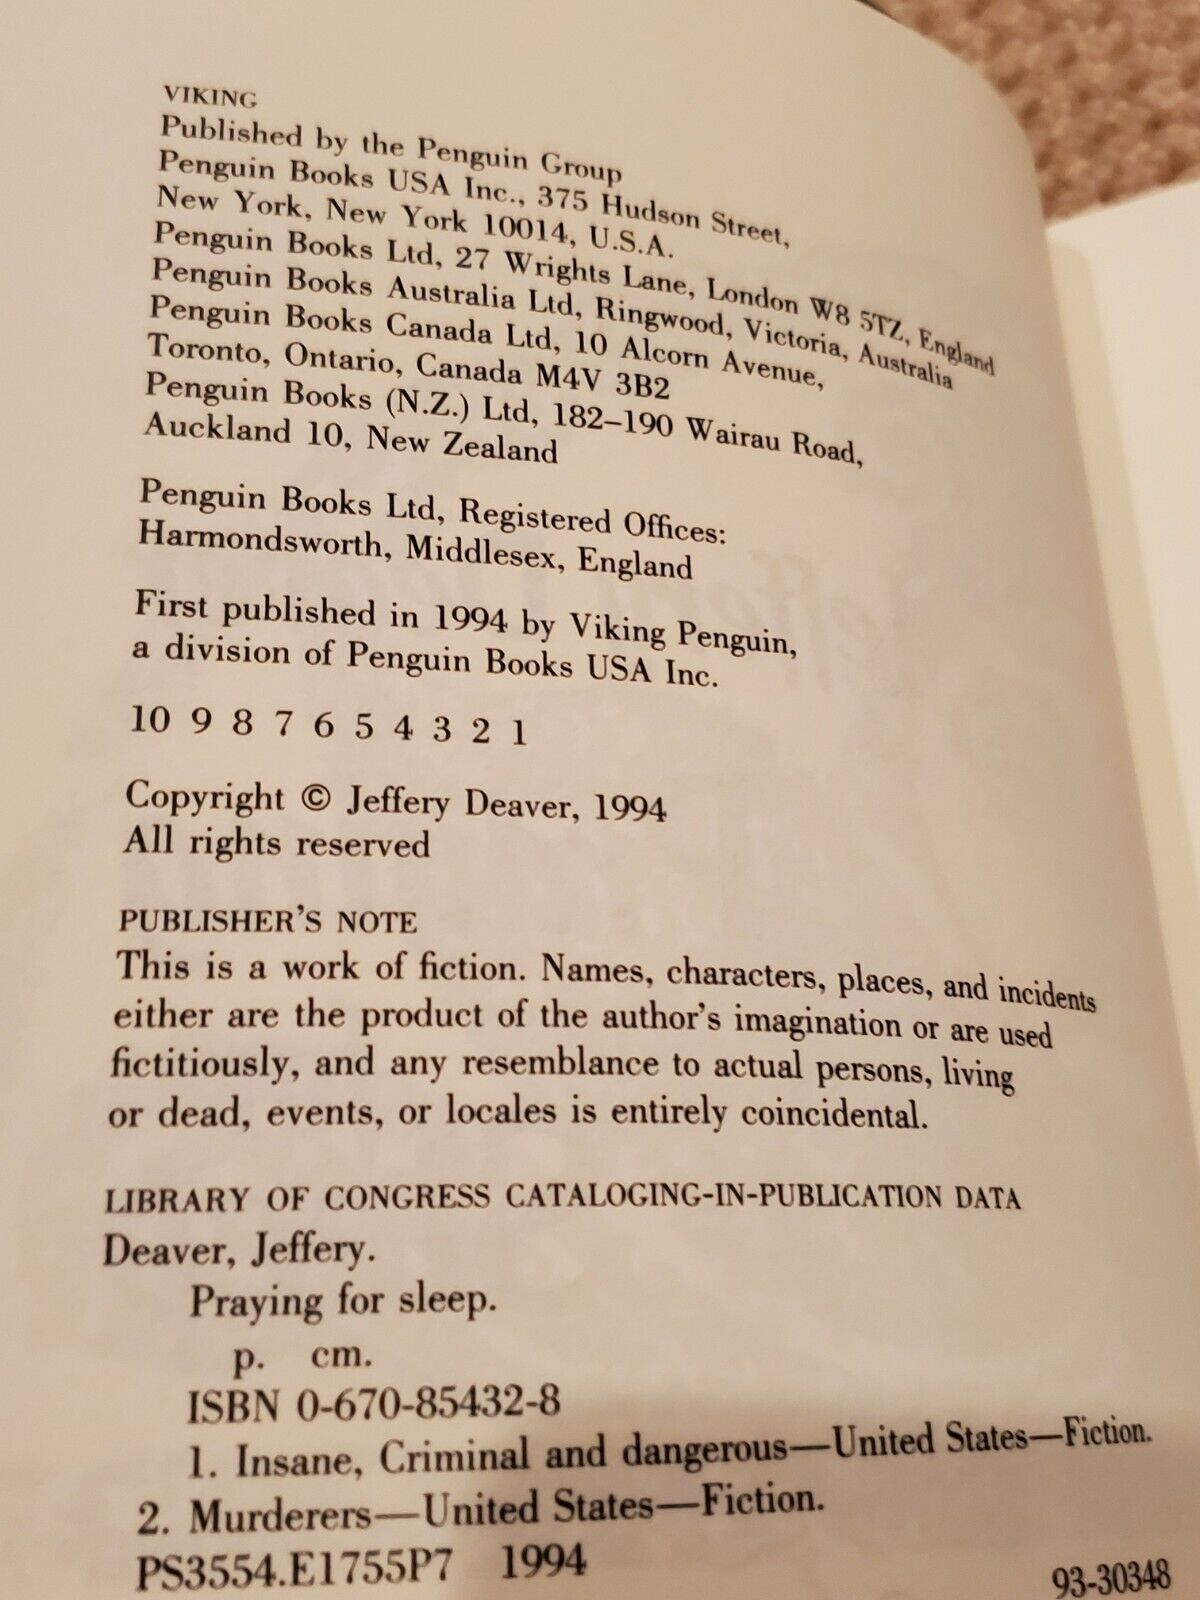 VIKING
Published by the Penguin Group
Penguin Books USA Inc., 375 Hudson Street,
New York, New York 10014, U.S.A.
Penguin Books Ltd, 27 Wrights Lane, London W8 5TZ, England
Penguin Books Australia Ltd, Ringwood, Victoria, Australia
Penguin Books Canada Ltd, 10 Alcorn Avenue,
Toronto, Ontario, Canada M4V 3B2
Penguin Books (N.Z.) Ltd, 182–190 Wairau Road,
Auckland 10, New Zealand
Penguin Books Ltd, Registered Offices:
Harmondsworth, Middlesex, England
First published in 1994 by Viking Penguin,
a division of Penguin Books USA Inc.
10 9 8 7 6 5 4 3 2 1
Copyright © Jeffery Deaver, 1994
All rights reserved
PUBLISHER'S NOTE
This is a work of fiction. Names, characters, places, and incidents
either are the product of the author's imagination or are used
fictitiously, and any resemblance to actual persons, living
or dead, events, or locales is entirely coincidental.
LIBRARY OF CONGRESS CATALOGING-IN-PUBLICATION DATA
Deaver, Jeffery.
Praying for sleep.
p. cm.
ISBN 0-670-85432-8
1. Insane, Criminal and dangerous—United States—Fiction.
2. Murderers—United States—Fiction.
PS3554.E1755P7 1994
93-30348